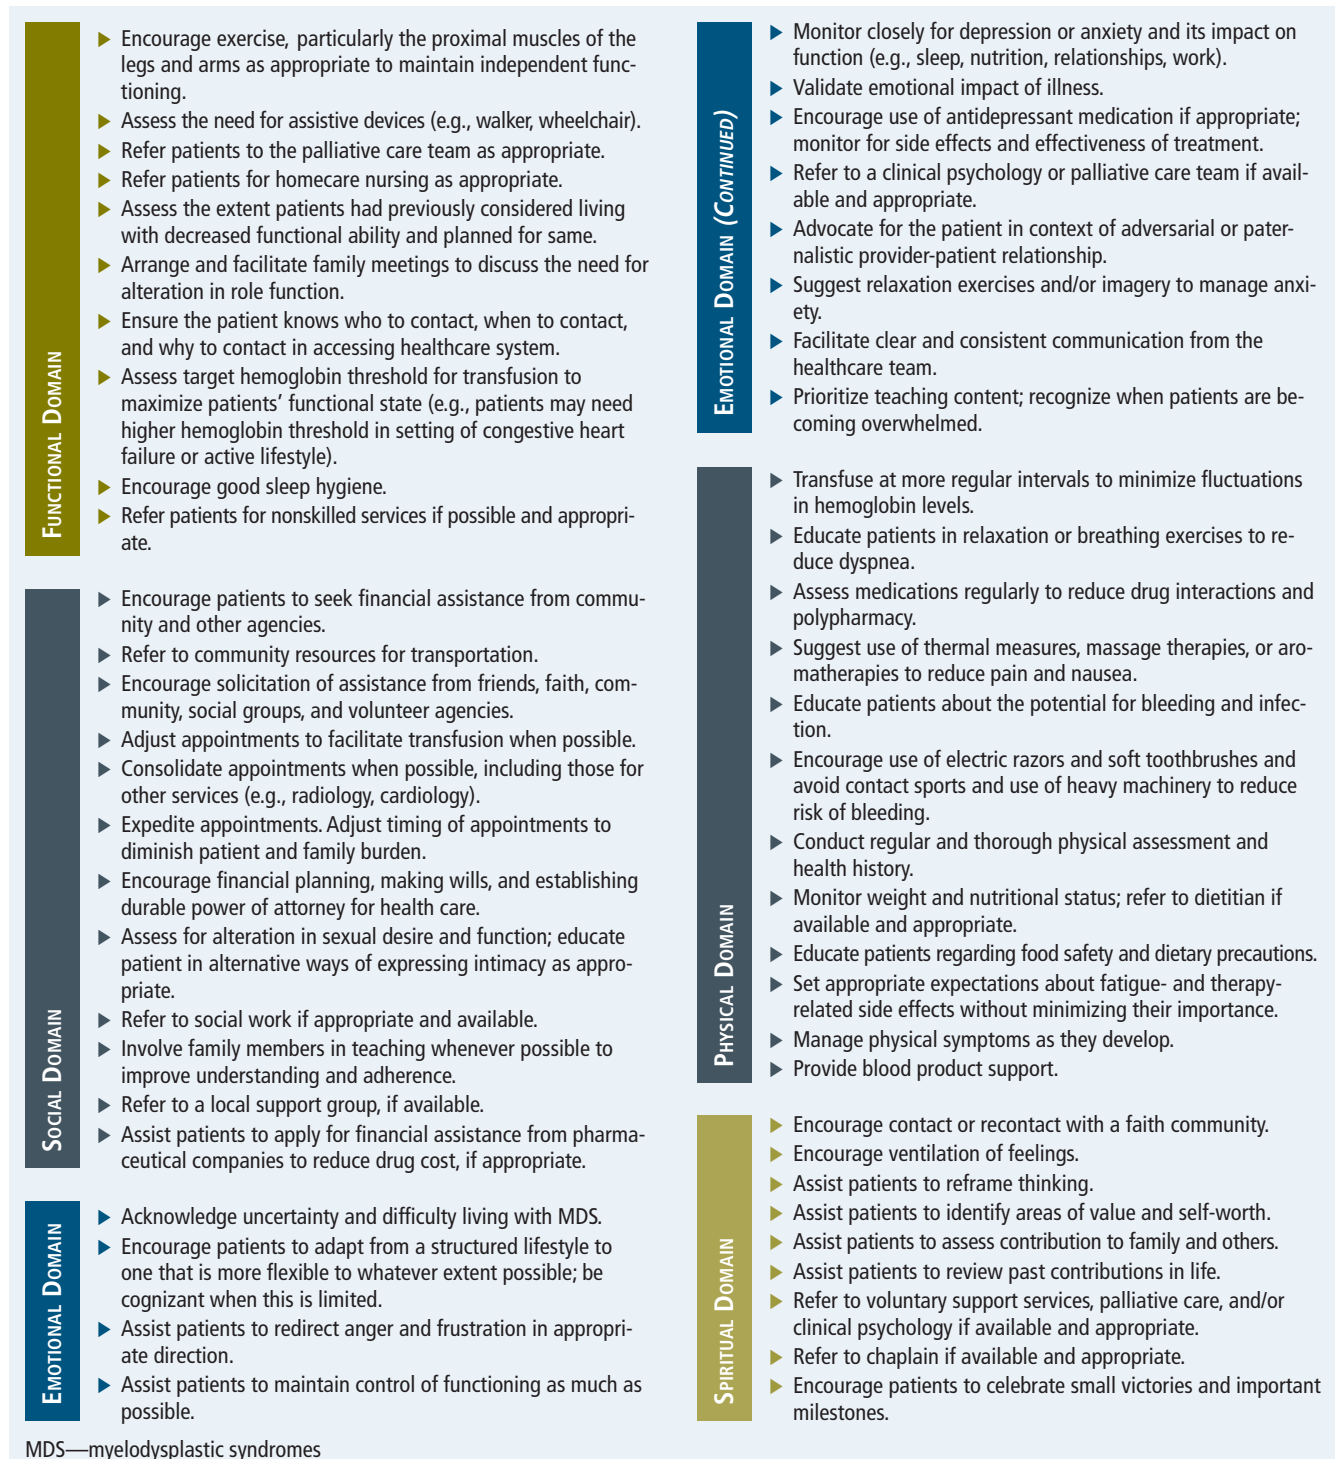 FUNCTIONAL DOMAIN
▶ Encourage exercise, particularly the proximal muscles of the
legs and arms as appropriate to maintain independent func-
tioning.
▶ Assess the need for assistive devices (e.g., walker, wheelchair).
▶ Refer patients to the palliative care team as appropriate.
▶ Refer patients for homecare nursing as appropriate.
▶ Assess the extent patients had previously considered living
with decreased functional ability and planned for same.
▶ Arrange and facilitate family meetings to discuss the need for
alteration in role function.
▶ Ensure the patient knows who to contact, when to contact,
and why to contact in accessing healthcare system.
▶ Assess target hemoglobin threshold for transfusion to
maximize patients’ functional state (e.g., patients may need
higher hemoglobin threshold in setting of congestive heart
failure or active lifestyle).
▶ Encourage good sleep hygiene.
▶ Refer patients for nonskilled services if possible and appropri-
ate.
SOCIAL DOMAIN
▶ Encourage patients to seek financial assistance from commu-
nity and other agencies.
▶ Refer to community resources for transportation.
▶ Encourage solicitation of assistance from friends, faith, com-
munity, social groups, and volunteer agencies.
▶ Adjust appointments to facilitate transfusion when possible.
▶ Consolidate appointments when possible, including those for
other services (e.g., radiology, cardiology).
▶ Expedite appointments. Adjust timing of appointments to
diminish patient and family burden.
▶ Encourage financial planning, making wills, and establishing
durable power of attorney for health care.
▶ Assess for alteration in sexual desire and function; educate
patient in alternative ways of expressing intimacy as appro-
priate.
▶ Refer to social work if appropriate and available.
▶ Involve family members in teaching whenever possible to
improve understanding and adherence.
▶ Refer to a local support group, if available.
▶ Assist patients to apply for financial assistance from pharma-
ceutical companies to reduce drug cost, if appropriate.
EMOTIONAL DOMAIN
▶ Acknowledge uncertainty and difficulty living with MDS.
▶ Encourage patients to adapt from a structured lifestyle to
one that is more flexible to whatever extent possible; be
cognizant when this is limited.
▶ Assist patients to redirect anger and frustration in appropri-
ate direction.
▶ Assist patients to maintain control of functioning as much as
possible.
EMOTIONAL DOMAIN (CONTINUED)
▶ Monitor closely for depression or anxiety and its impact on
function (e.g., sleep, nutrition, relationships, work).
▶ Validate emotional impact of illness.
▶ Encourage use of antidepressant medication if appropriate;
monitor for side effects and effectiveness of treatment.
▶ Refer to a clinical psychology or palliative care team if avail-
able and appropriate.
▶ Advocate for the patient in context of adversarial or pater-
nalistic provider-patient relationship.
▶ Suggest relaxation exercises and/or imagery to manage anxi-
ety.
▶ Facilitate clear and consistent communication from the
healthcare team.
▶ Prioritize teaching content; recognize when patients are be-
coming overwhelmed.
PHYSICAL DOMAIN
▶ Transfuse at more regular intervals to minimize fluctuations
in hemoglobin levels.
▶ Educate patients in relaxation or breathing exercises to re-
duce dyspnea.
▶ Assess medications regularly to reduce drug interactions and
polypharmacy.
▶ Suggest use of thermal measures, massage therapies, or aro-
matherapies to reduce pain and nausea.
▶ Educate patients about the potential for bleeding and infec-
tion.
▶ Encourage use of electric razors and soft toothbrushes and
avoid contact sports and use of heavy machinery to reduce
risk of bleeding.
▶ Conduct regular and thorough physical assessment and
health history.
▶ Monitor weight and nutritional status; refer to dietitian if
available and appropriate.
▶ Educate patients regarding food safety and dietary precautions.
▶ Set appropriate expectations about fatigue- and therapy-
related side effects without minimizing their importance.
▶ Manage physical symptoms as they develop.
▶ Provide blood product support.
SPIRITUAL DOMAIN
▶ Encourage contact or recontact with a faith community.
▶ Encourage ventilation of feelings.
▶ Assist patients to reframe thinking.
▶ Assist patients to identify areas of value and self-worth.
▶ Assist patients to assess contribution to family and others.
▶ Assist patients to review past contributions in life.
▶ Refer to voluntary support services, palliative care, and/or
clinical psychology if available and appropriate.
▶ Refer to chaplain if available and appropriate.
▶ Encourage patients to celebrate small victories and important
milestones.
MDS—myelodysplastic syndromes